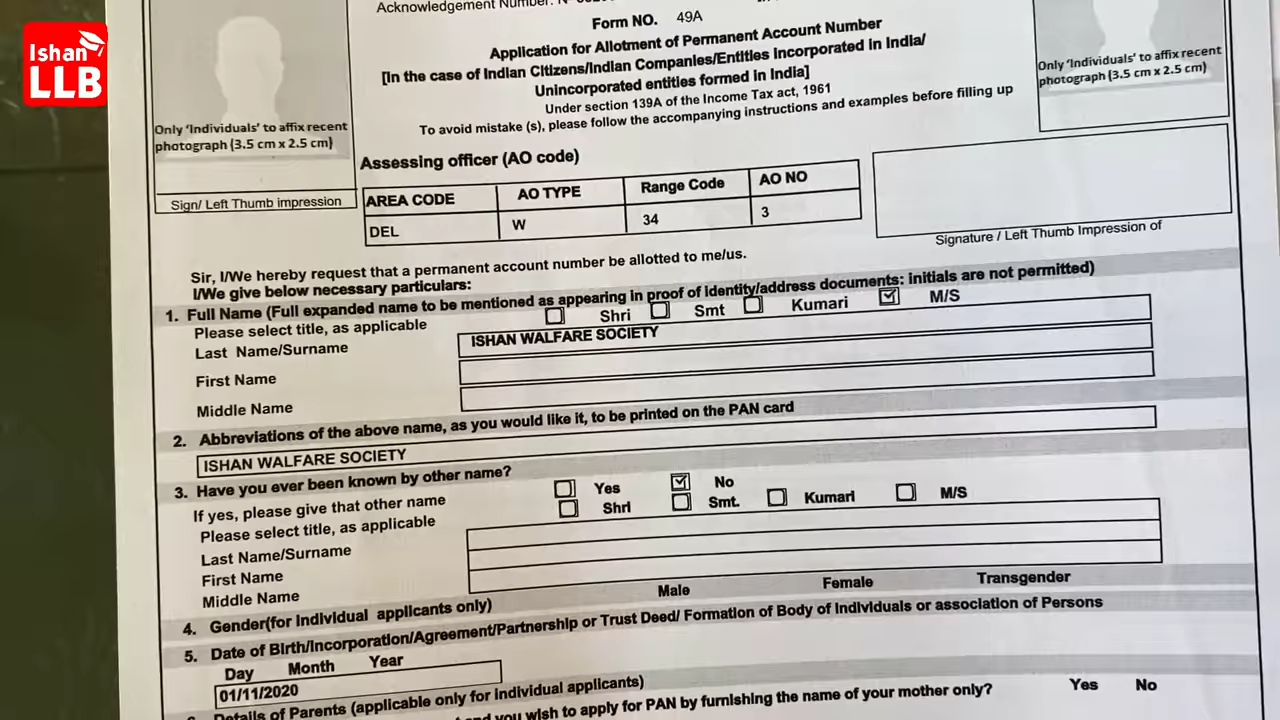 Ishan
LLB
Acknowledgement Number:
Form NO. 49A
Application for Allotment of Permanent Account Number
[In the case of Indian Citizens/Indian Companies/Entities Incorporated in India/
Unincorporated entities formed in India]
Under section 139A of the Income Tax act, 1961
To avoid mistake (s), please follow the accompanying instructions and examples before filling up
Only 'Individuals' to affix recent
photograph (3.5 cm x 2.5 cm)
Sign/ Left Thumb impression
Only 'Individuals' to affix recent
photograph (3.5 cm x 2.5 cm)
Signature / Left Thumb Impression of
Assessing officer (AO code)
AREA CODE AO TYPE Range Code AO NO
DEL W 34 3
Sir, I/We hereby request that a permanent account number be allotted to me/us.
I/We give below necessary particulars:
1. Full Name (Full expanded name to be mentioned as appearing in proof of identity/address documents: initials are not permitted)
Please select title, as applicable Shri Smt Kumari M/S
Last Name/Surname ISHAN WELFARE SOCIETY
First Name
Middle Name
2. Abbreviations of the above name, as you would like it, to be printed on the PAN card
ISHAN WALFARE SOCIETY
3. Have you ever been known by other name? Yes No
If yes, please give that other name
Please select title, as applicable Shri Smt. Kumari M/S
Last Name/Surname
First Name
Middle Name
4. Gender(for Individual applicants only) Male Female Transgender
5. Date of Birth/Incorporation/Agreement/Partnership or Trust Deed/ Formation of Body of Individuals or association of Persons
Day Month Year
01/11/2020
Details of Parents (applicable only for individual applicants)
you wish to apply for PAN by furnishing the name of your mother only? Yes No